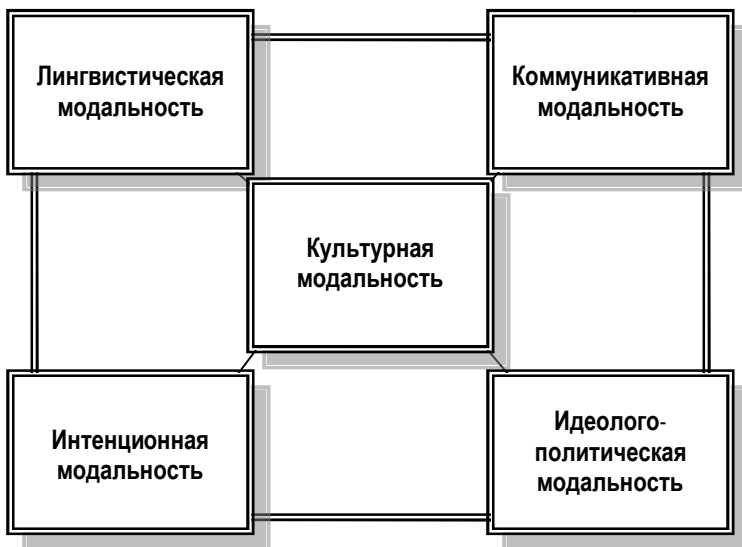 Лингвистическая
модальность
Коммуникативная
модальность
Культурная
модальность
Интенционная
модальность
Идеолого-
политическая
модальность